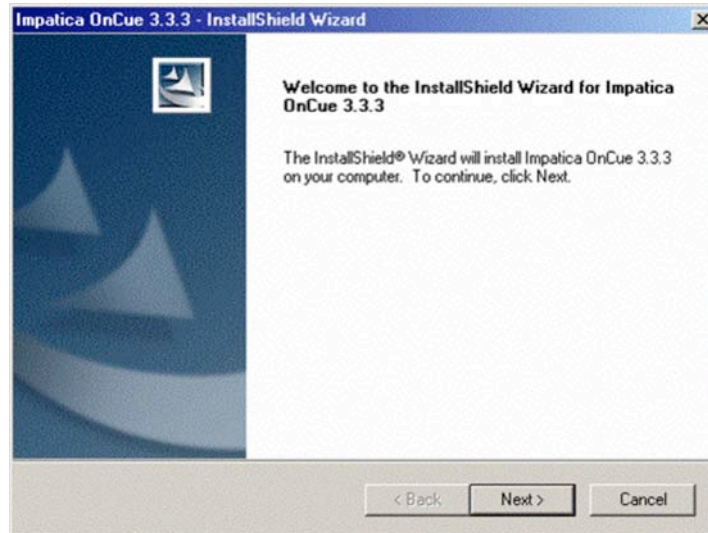 Impatica OnCue 3.3.3 - InstallShield Wizard
Welcome to the InstallShield Wizard for Impatica
OnCue 3.3.3
The InstallShield® Wizard will install Impatica OnCue 3.3.3
on your computer. To continue, click Next.
< Back Next > Cancel